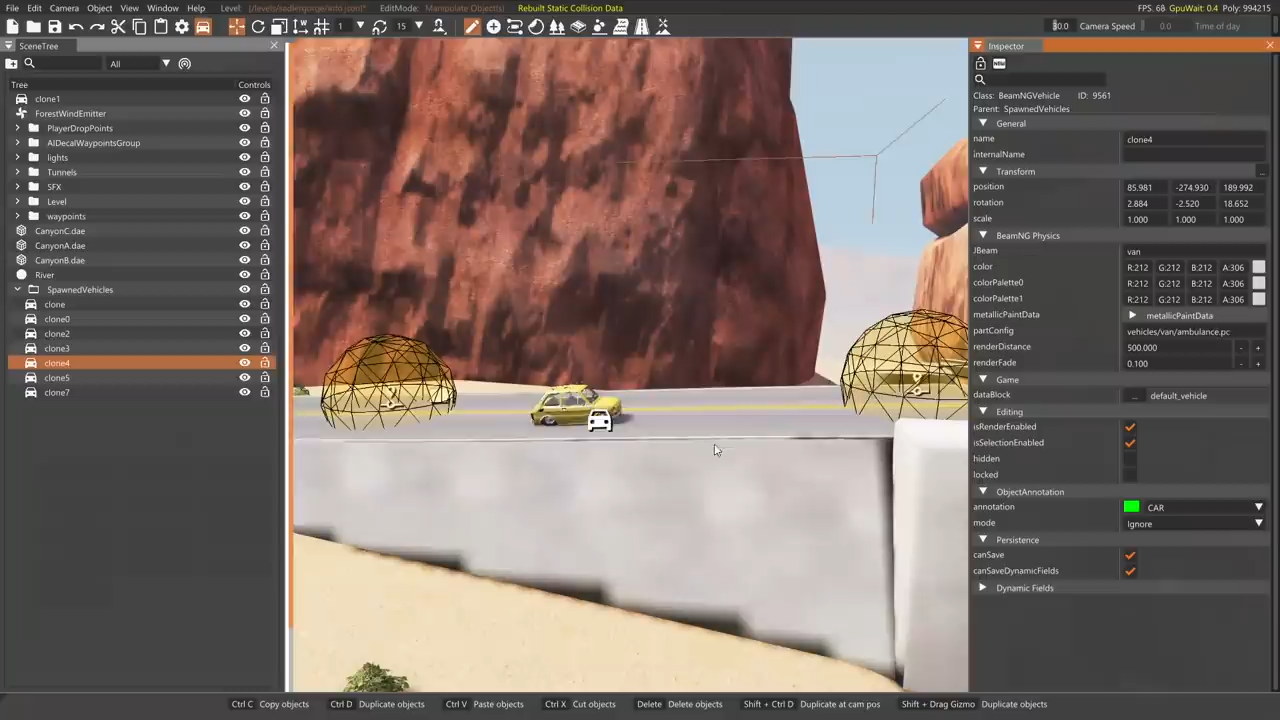 File Edit Camera Object Window Help Level: EditMode: Manipulate Object(s) Rebuilt Static Collision Data FPS. 68 GpuWait: 0.4 Poly: 994215
1 15 Camera Speed 0.0 Time of day
SceneTree
All
Tree Controls
clone1
ForestWindEmitter
PlayerDropPoints
AIDecalWaypointsGroup
lights
Tunnels
SFX
Level
waypoints
CanyonC.dae
CanyonA.dae
CanyonB.dae
River
SpawnedVehicles
clone
clone0
clone2
clone3
clone4
clone5
clone7
Inspector
NEW
Class: BeamNGVehicle ID: 9561
Parent: SpawnedVehicles
General
name clone4
internalName
Transform ...
position 85.981 -274.930 189.992
rotation 2.884 -2.520 18.652
scale 1.000 1.000 1.000
BeamNG Physics
JBeam van
color R:212 G:212 B:212 A:306
colorPalette0 R:212 G:212 B:212 A:306
colorPalette1 R:212 G:212 B:212 A:306
metallicPaintData metallicPaintData
partConfig vehicles/van/ambulance.pc
renderDistance 500.000 - +
renderFade 0.100 - +
Game
dataBlock ... default_vehicle
Editing
isRenderEnabled
isSelectionEnabled
hidden
locked
ObjectAnnotation
annotation CAR
mode Ignore
Persistence
canSave
canSaveDynamicFields
Dynamic Fields
Ctrl C Copy objects Ctrl D Duplicate objects Ctrl V Paste objects Ctrl X Cut objects Delete Delete objects Shift + Ctrl D Duplicate at cam pos Shift + Drag Gizmo Duplicate objects